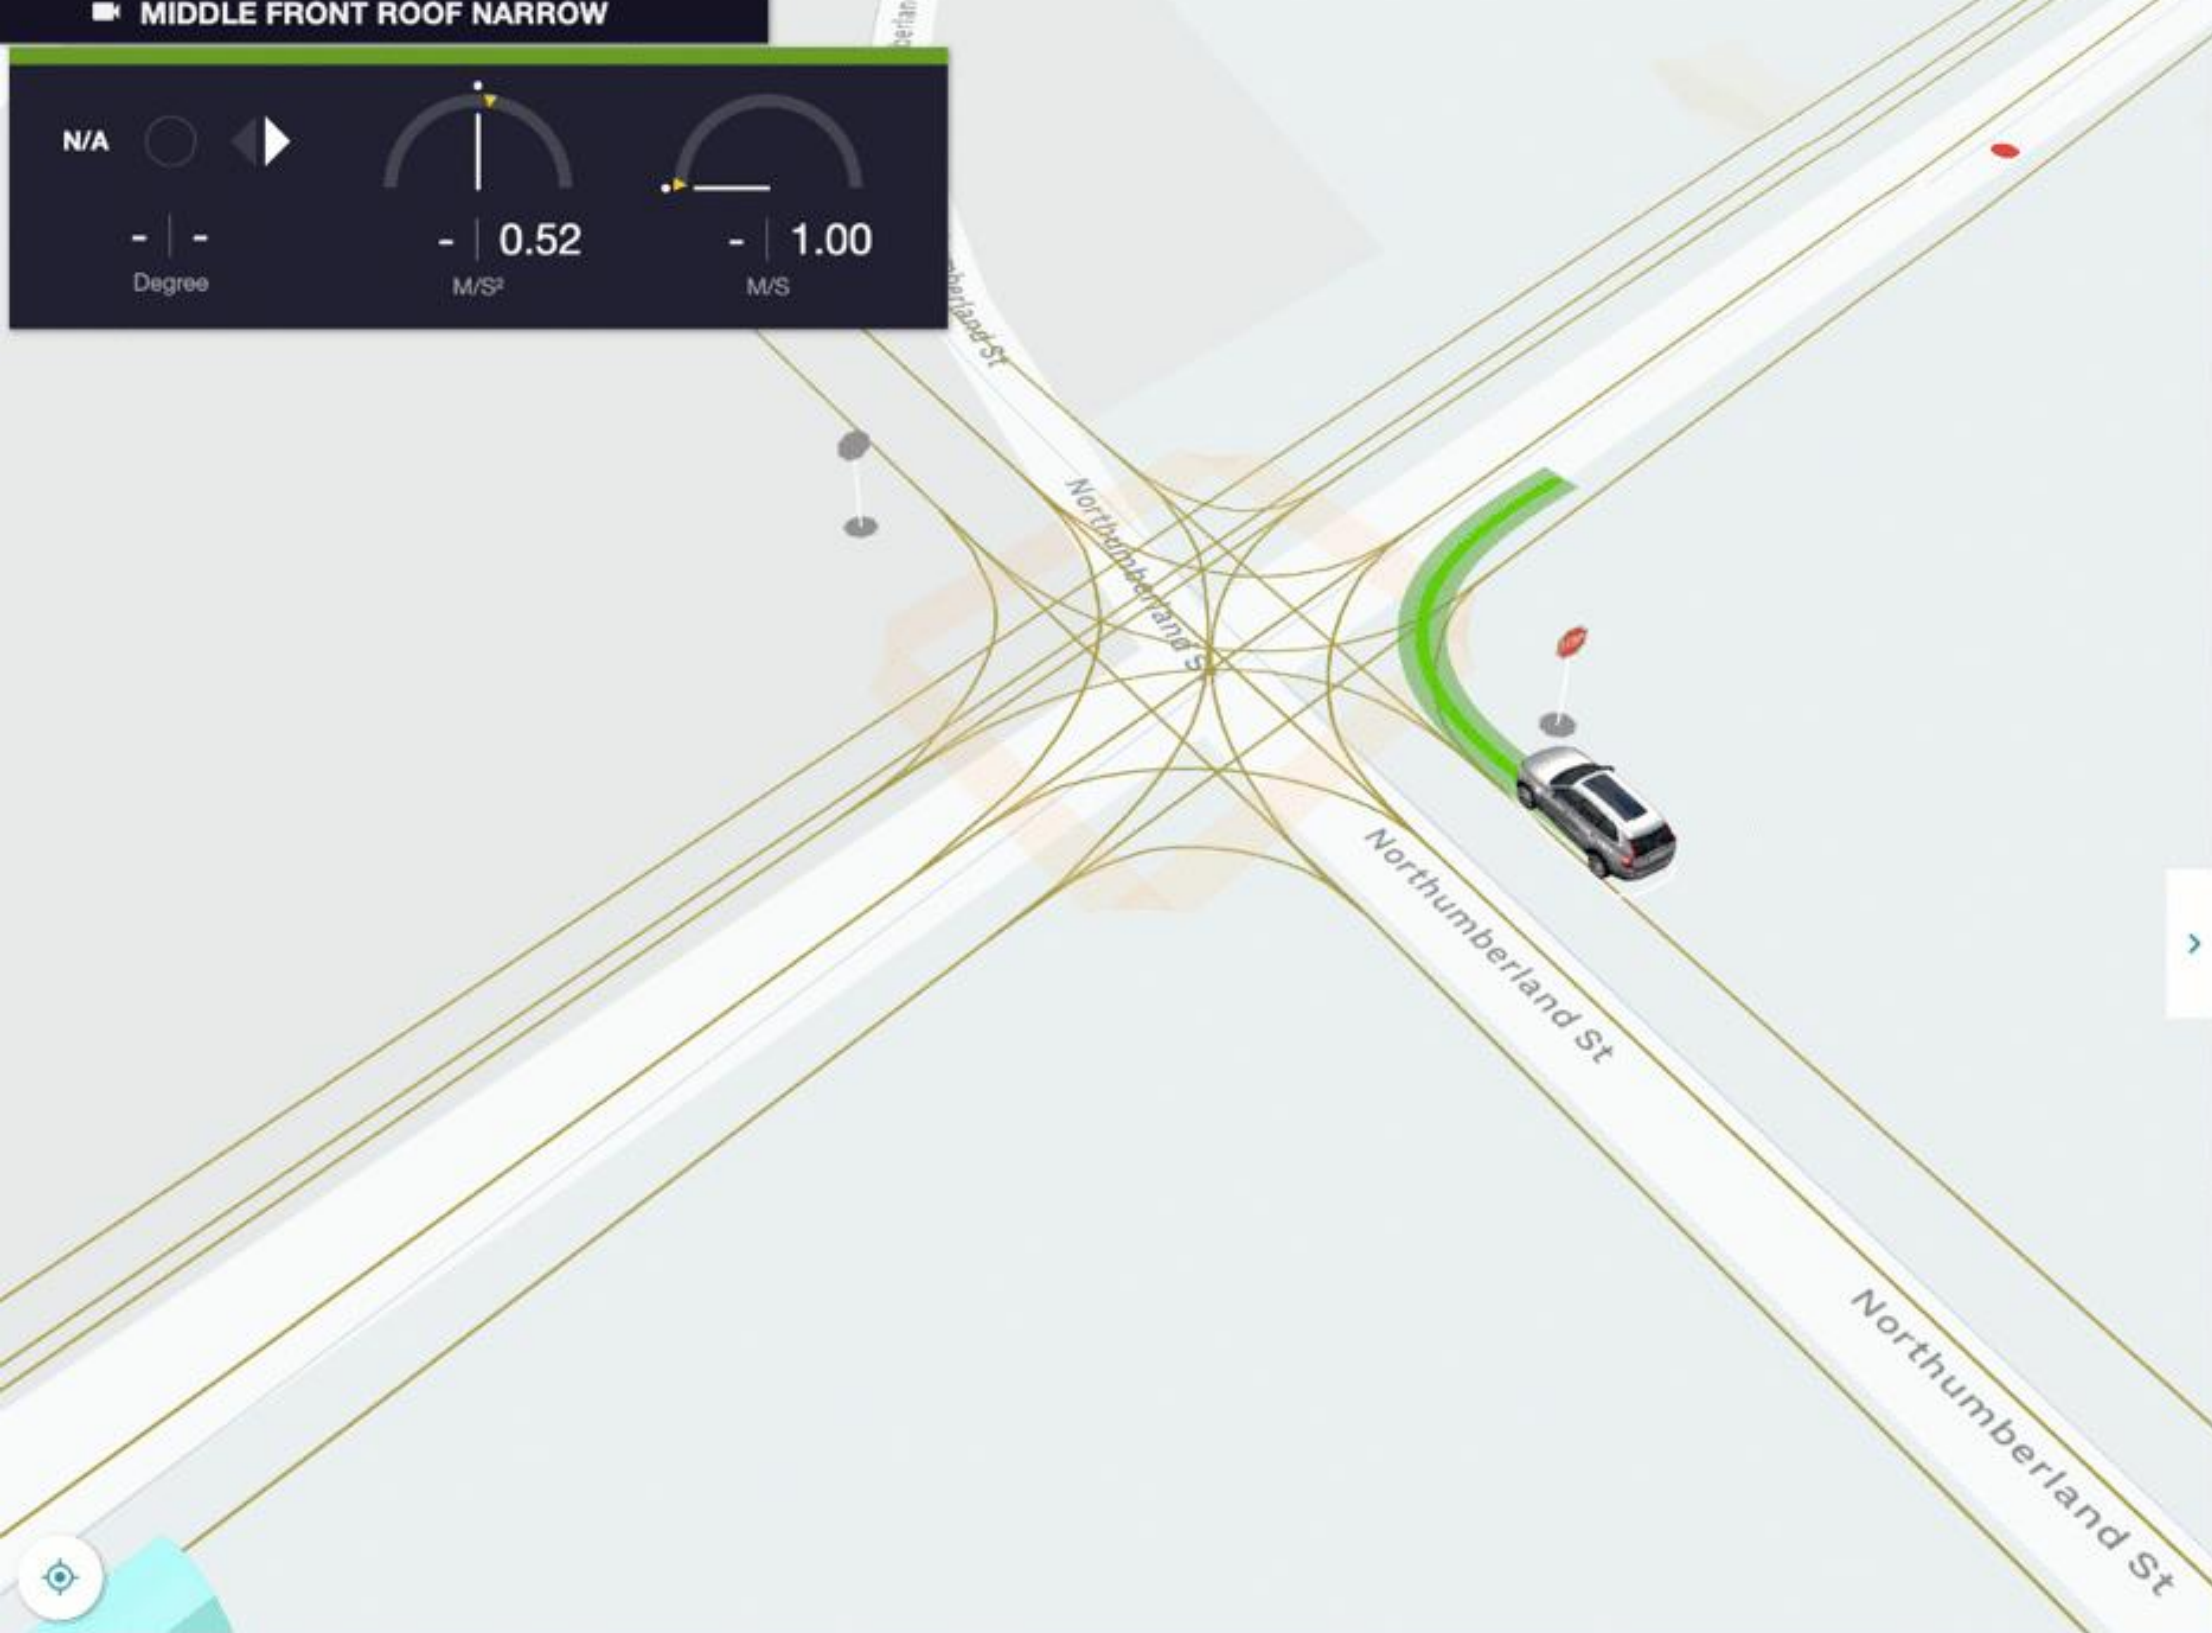 MIDDLE FRONT ROOF NARROW
N/A
- | -
Degree
- | 0.52
M/S²
- | 1.00
M/S
Northumberland St
Northumberland St
Northumberland St